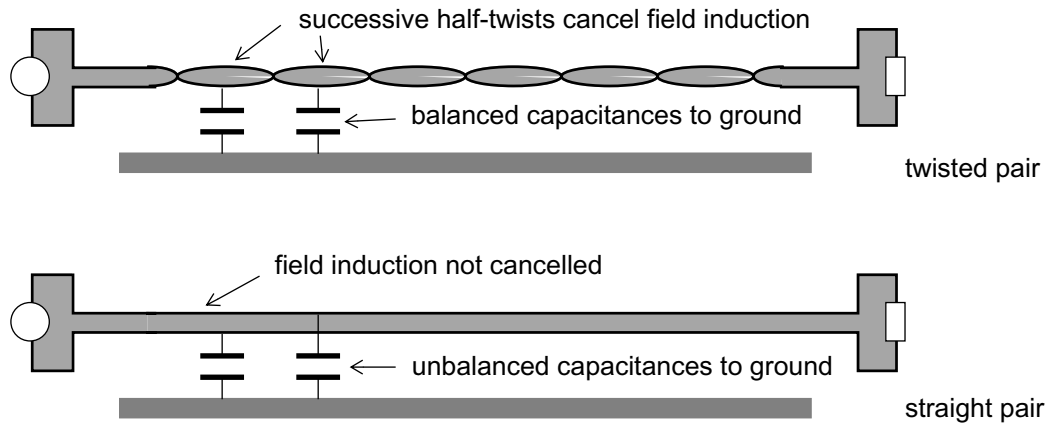 successive half-twists cancel field induction
balanced capacitances to ground
twisted pair
field induction not cancelled
unbalanced capacitances to ground
straight pair